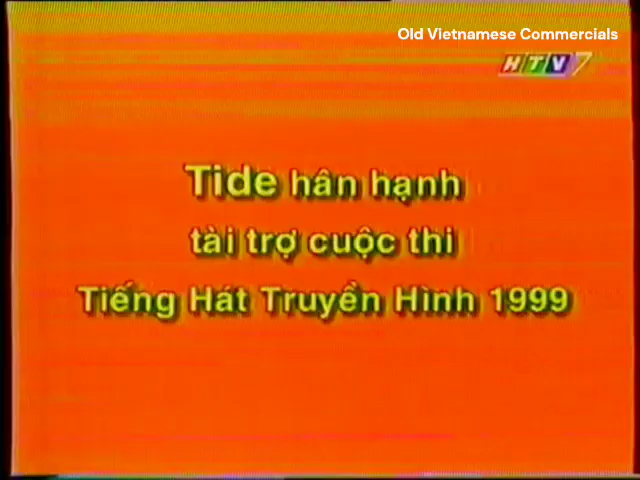 Old Vietnamese Commercials
HTV7
Tide hân hạnh
tài trợ cuộc thi
Tiếng Hát Truyền Hình 1999